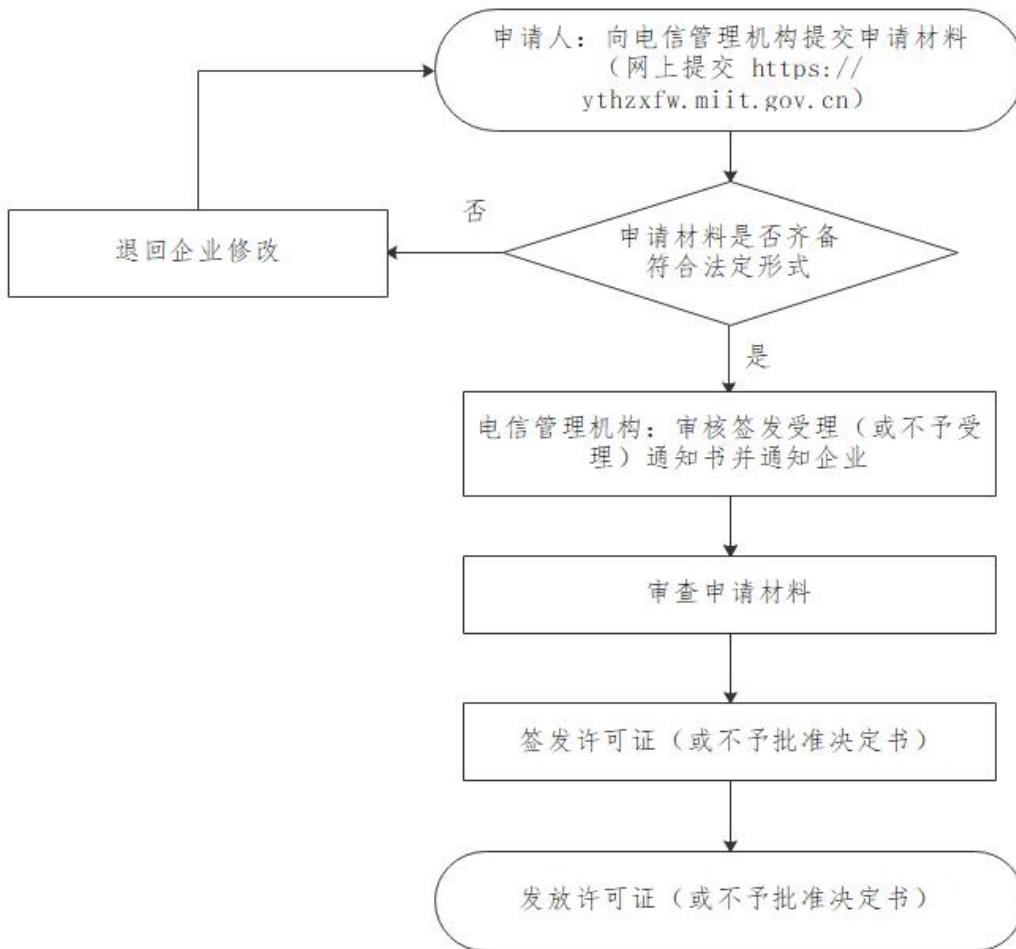 申请人：向电信管理机构提交申请材料
（网上提交 https://
ythzxfw.miit.gov.cn）
否
申请材料是否齐备
符合法定形式
退回企业修改
是
电信管理机构：审核签发受理（或不予受
理）通知书并通知企业
审查申请材料
签发许可证（或不予批准决定书）
发放许可证（或不予批准决定书）